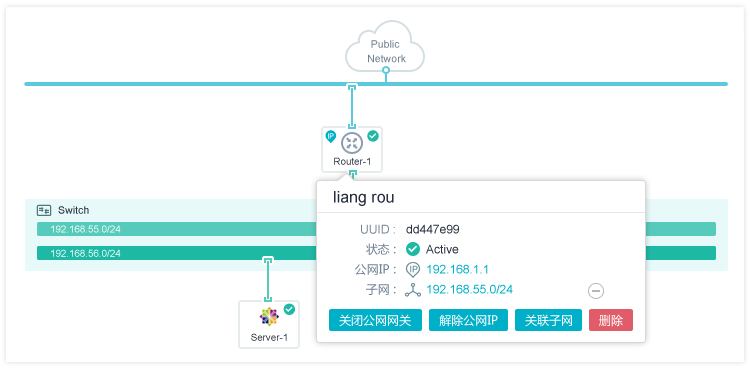 Public
Network
IP
Router-1
liang rou
Switch
192.168.55.0/24
192.168.56.0/24
UUID : dd447e99
状态 : Active
公网IP : IP 192.168.1.1
子网 : 192.168.55.0/24
关闭公网网关 解除公网IP 关联子网 删除
Server-1